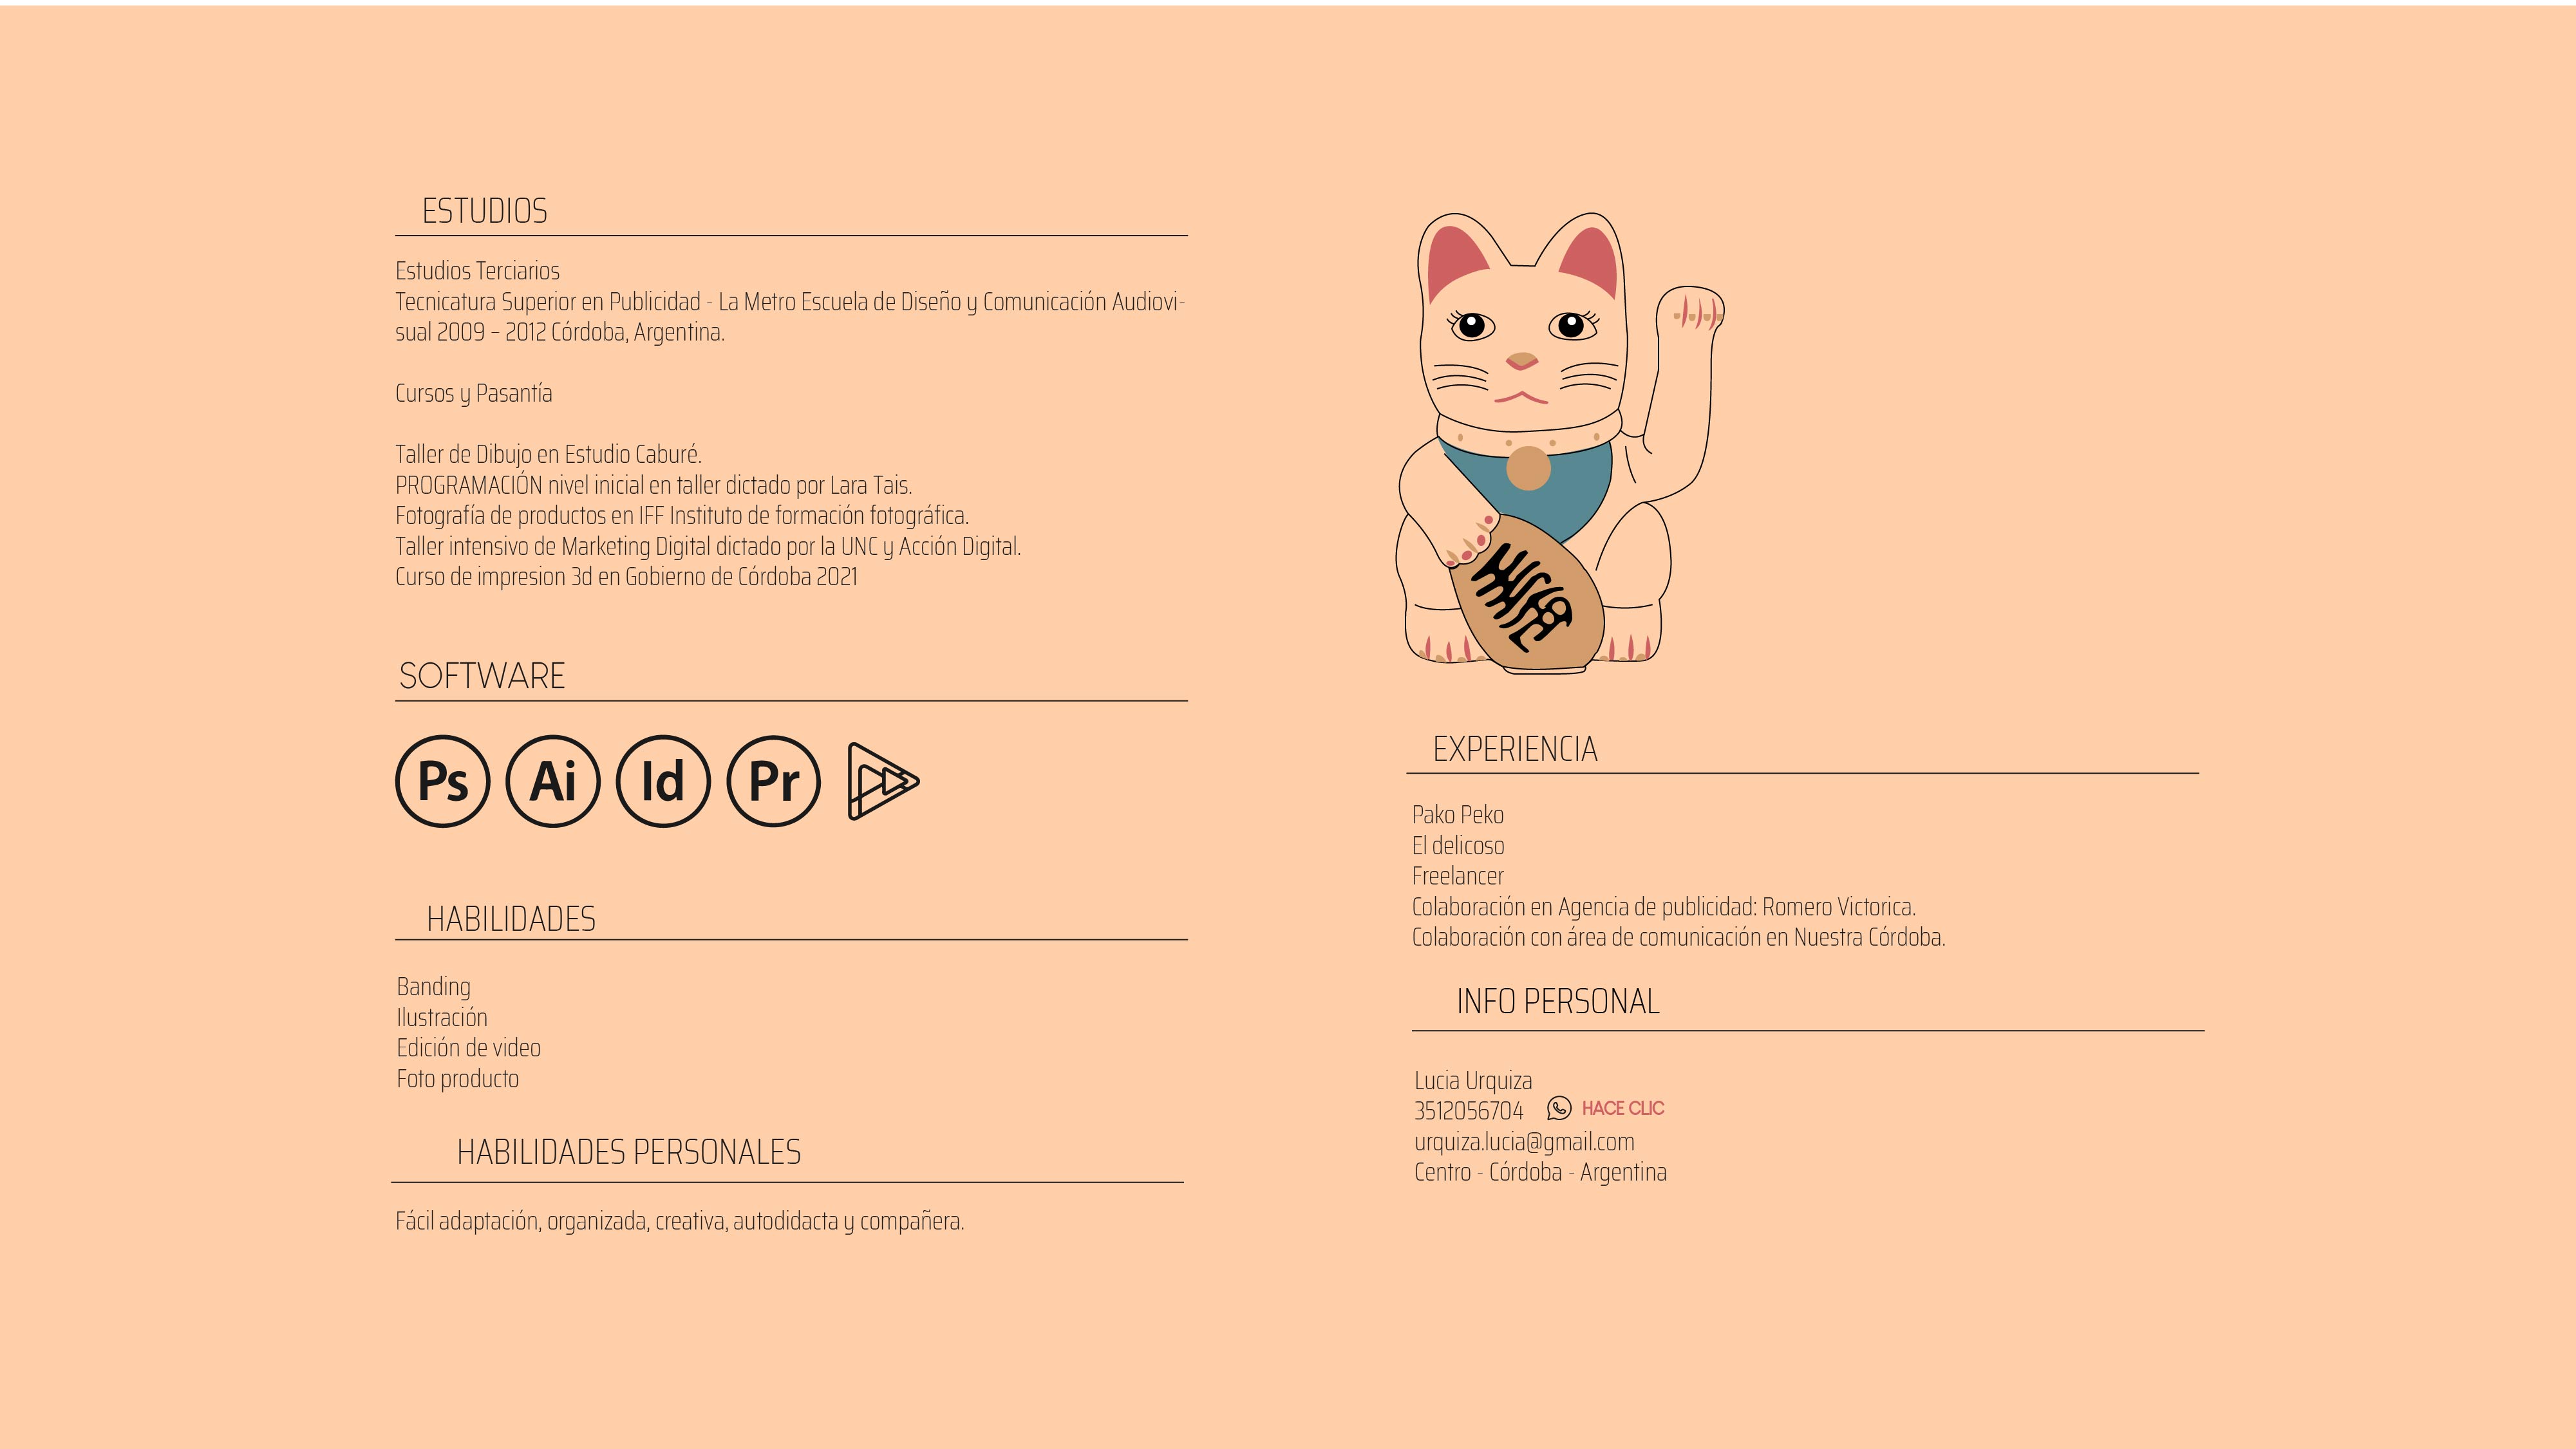 ESTUDIOS
Estudios Terciarios
Tecnicatura Superior en Publicidad - La Metro Escuela de Diseño y Comunicación Audiovi-
sual 2009 – 2012 Córdoba, Argentina.
Cursos y Pasantía
Taller de Dibujo en Estudio Caburé.
PROGRAMACIÓN nivel inicial en taller dictado por Lara Tais.
Fotografía de productos en IFF Instituto de formación fotográfica.
Taller intensivo de Marketing Digital dictado por la UNC y Acción Digital.
Curso de impresion 3d en Gobierno de Córdoba 2021
SOFTWARE
Ps Ai Id Pr
HABILIDADES
Banding
Ilustración
Edición de video
Foto producto
HABILIDADES PERSONALES
Fácil adaptación, organizada, creativa, autodidacta y compañera.
EXPERIENCIA
Pako Peko
El delicoso
Freelancer
Colaboración en Agencia de publicidad: Romero Victorica.
Colaboración con área de comunicación en Nuestra Córdoba.
INFO PERSONAL
Lucia Urquiza
3512056704 HACE CLIC
urquiza.lucia@gmail.com
Centro - Córdoba - Argentina